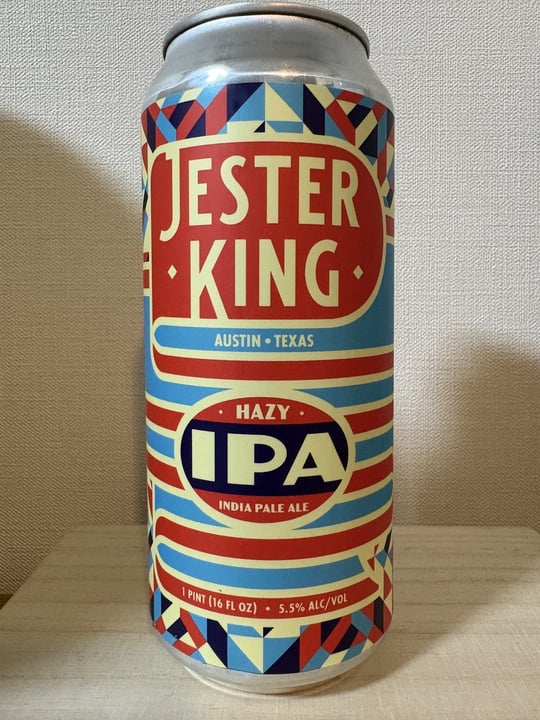 JESTER
· KING ·
AUSTIN • TEXAS
· HAZY ·
IPA
INDIA PALE ALE
1 PINT (16 FL OZ) • 5.5% ALC/VOL